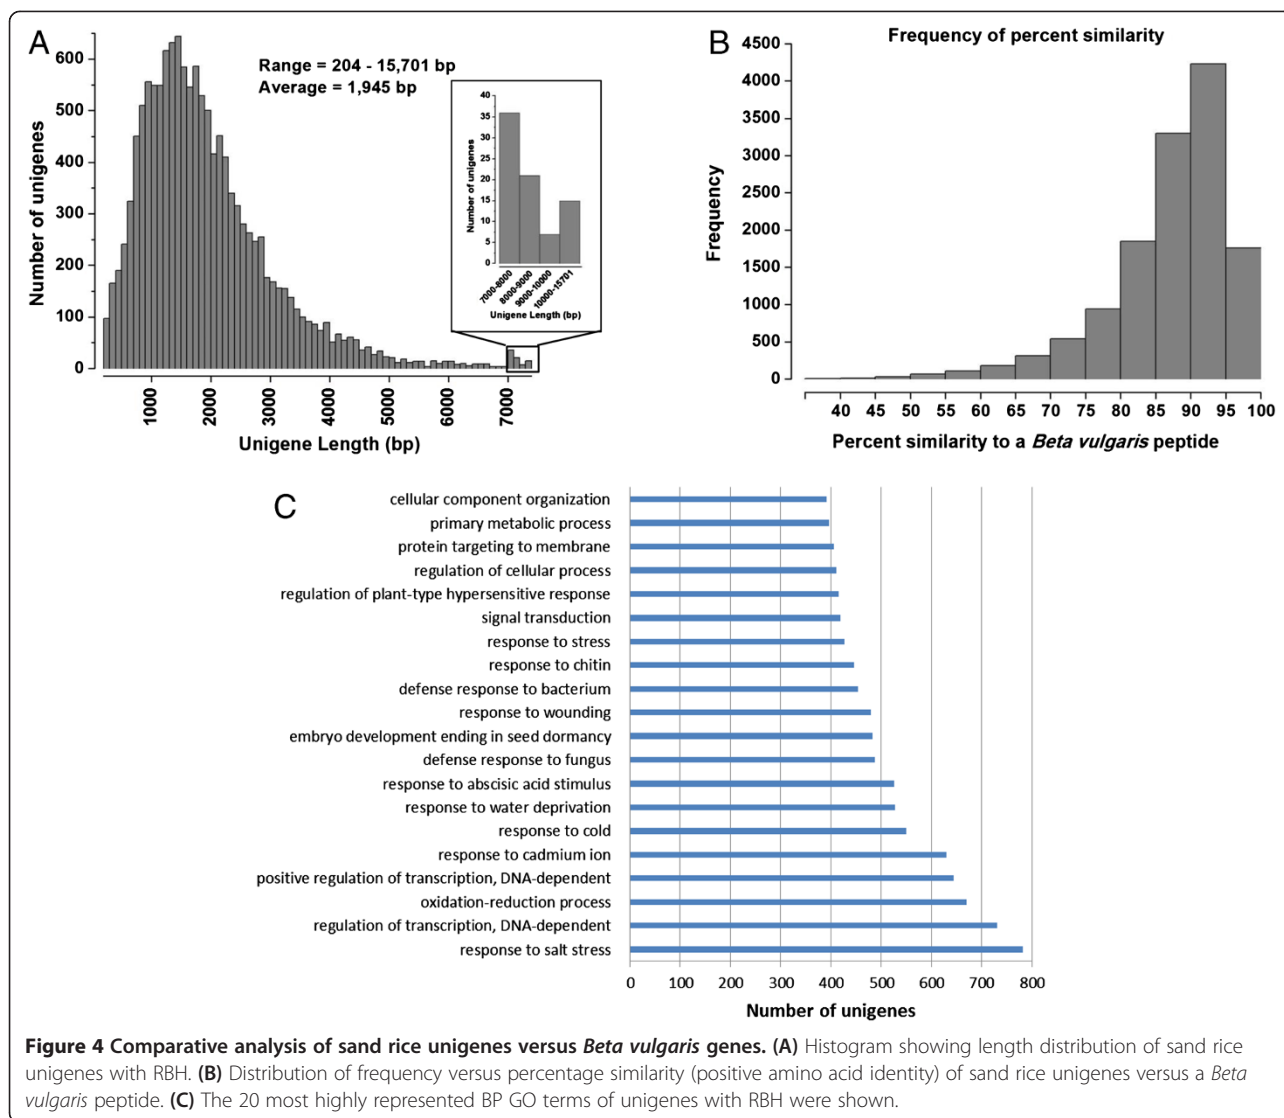 A
Range = 204 - 15,701 bp
Average = 1,945 bp
Number of unigenes
600
500
400
300
200
100
0
1000
2000
3000
4000
5000
6000
7000
Unigene Length (bp)
Number of unigenes
40
35
30
25
20
15
10
5
0
7000-8000
8000-9000
9000-10000
10000-15701
Unigene Length (bp)
B
Frequency of percent similarity
Frequency
4500
4000
3500
3000
2500
2000
1500
1000
500
0
40 45 50 55 60 65 70 75 80 85 90 95 100
Percent similarity to a Beta vulgaris peptide
C
cellular component organization
primary metabolic process
protein targeting to membrane
regulation of cellular process
regulation of plant-type hypersensitive response
signal transduction
response to stress
response to chitin
defense response to bacterium
response to wounding
embryo development ending in seed dormancy
defense response to fungus
response to abscisic acid stimulus
response to water deprivation
response to cold
response to cadmium ion
positive regulation of transcription, DNA-dependent
oxidation-reduction process
regulation of transcription, DNA-dependent
response to salt stress
0 100 200 300 400 500 600 700 800
Number of unigenes
Figure 4 Comparative analysis of sand rice unigenes versus Beta vulgaris genes. (A) Histogram showing length distribution of sand rice
unigenes with RBH. (B) Distribution of frequency versus percentage similarity (positive amino acid identity) of sand rice unigenes versus a Beta
vulgaris peptide. (C) The 20 most highly represented BP GO terms of unigenes with RBH were shown.